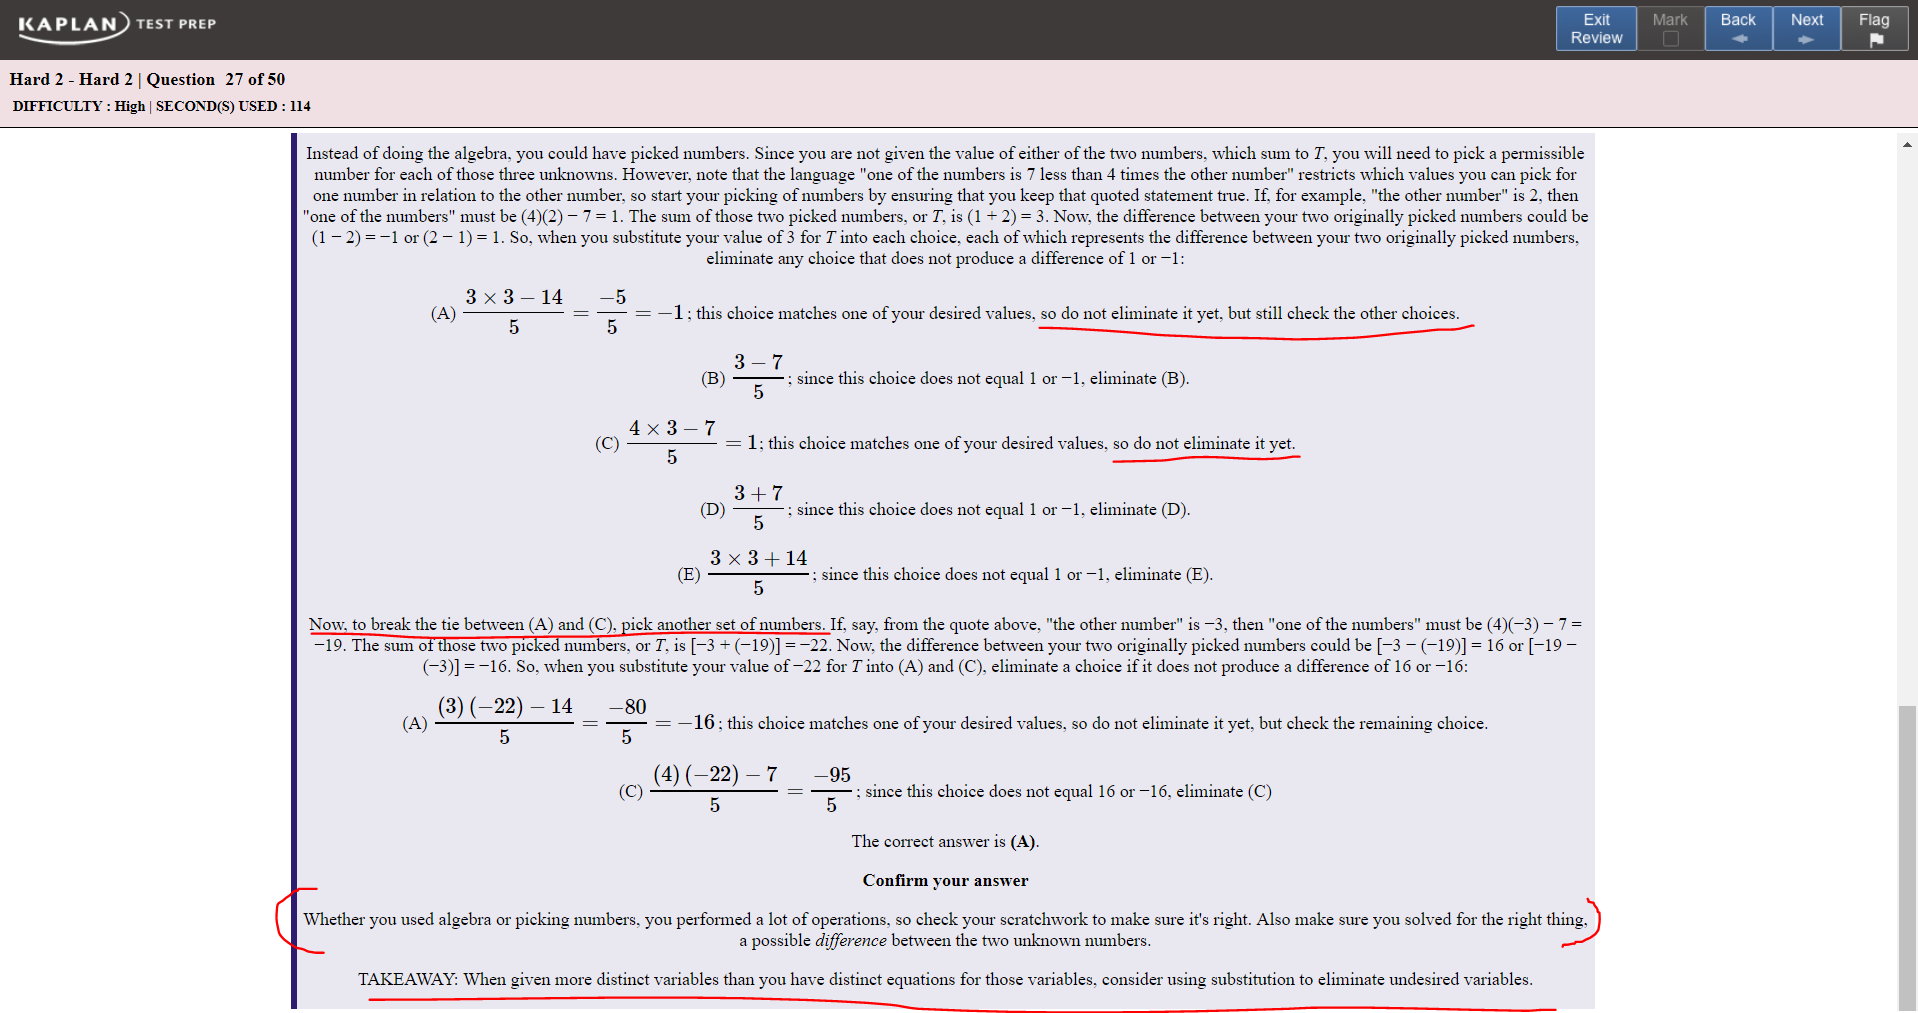 KAPLAN TEST PREP
Exit Review
Mark
Back
Next
Flag
Hard 2 - Hard 2 | Question 27 of 50
DIFFICULTY : High | SECOND(S) USED : 114
Instead of doing the algebra, you could have picked numbers. Since you are not given the value of either of the two numbers, which sum to T, you will need to pick a permissible
number for each of those three unknowns. However, note that the language "one of the numbers is 7 less than 4 times the other number" restricts which values you can pick for
one number in relation to the other number, so start your picking of numbers by ensuring that you keep that quoted statement true. If, for example, "the other number" is 2, then
"one of the numbers" must be (4)(2) − 7 = 1. The sum of those two picked numbers, or T, is (1 + 2) = 3. Now, the difference between your two originally picked numbers could be
(1 − 2) = −1 or (2 − 1) = 1. So, when you substitute your value of 3 for T into each choice, each of which represents the difference between your two originally picked numbers,
eliminate any choice that does not produce a difference of 1 or −1:
(A) (3 × 3 − 14)/5 = −5/5 = −1; this choice matches one of your desired values, so do not eliminate it yet, but still check the other choices.
(B) (3 − 7)/5; since this choice does not equal 1 or −1, eliminate (B).
(C) (4 × 3 − 7)/5 = 1; this choice matches one of your desired values, so do not eliminate it yet.
(D) (3 + 7)/5; since this choice does not equal 1 or −1, eliminate (D).
(E) (3 × 3 + 14)/5; since this choice does not equal 1 or −1, eliminate (E).
Now, to break the tie between (A) and (C), pick another set of numbers. If, say, from the quote above, "the other number" is −3, then "one of the numbers" must be (4)(−3) − 7 =
−19. The sum of those two picked numbers, or T, is [−3 + (−19)] = −22. Now, the difference between your two originally picked numbers could be [−3 − (−19)] = 16 or [−19 −
(−3)] = −16. So, when you substitute your value of −22 for T into (A) and (C), eliminate a choice if it does not produce a difference of 16 or −16:
(A) ((3)(−22) − 14)/5 = −80/5 = −16; this choice matches one of your desired values, so do not eliminate it yet, but check the remaining choice.
(C) ((4)(−22) − 7)/5 = −95/5; since this choice does not equal 16 or −16, eliminate (C)
The correct answer is (A).
Confirm your answer
Whether you used algebra or picking numbers, you performed a lot of operations, so check your scratchwork to make sure it's right. Also make sure you solved for the right thing,
a possible difference between the two unknown numbers.
TAKEAWAY: When given more distinct variables than you have distinct equations for those variables, consider using substitution to eliminate undesired variables.